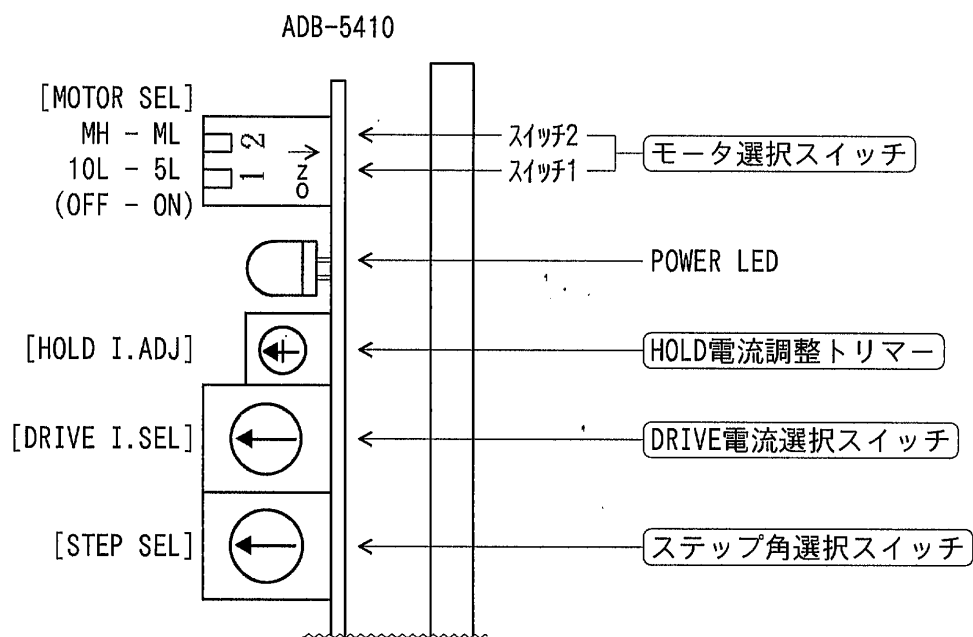 ADB-5410
[MOTOR SEL]
MH - ML
10L - 5L
(OFF - ON)
2
1
ON
スイッチ2
スイッチ1
モータ選択スイッチ
POWER LED
[HOLD I.ADJ]
HOLD電流調整トリマー
[DRIVE I.SEL]
DRIVE電流選択スイッチ
[STEP SEL]
ステップ角選択スイッチ